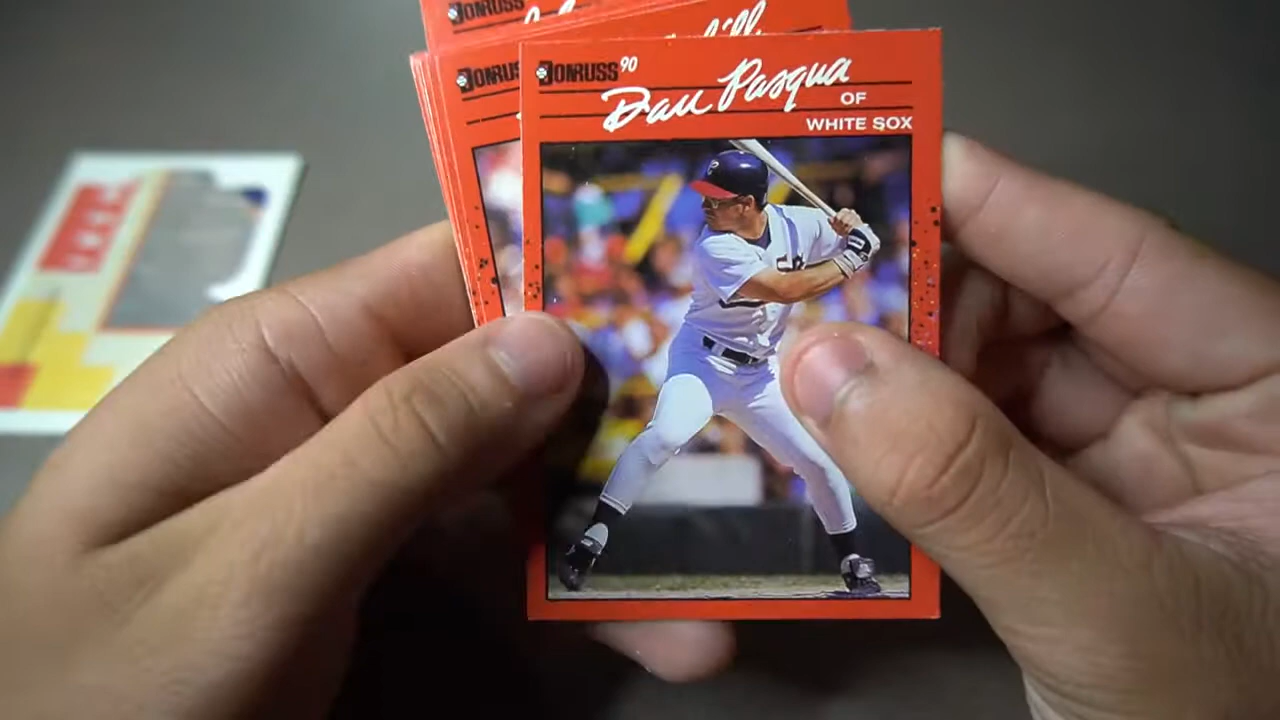 DONRUSS
DONRUSS
DONRUSS 90
Dan Pasqua
OF
WHITE SOX
C